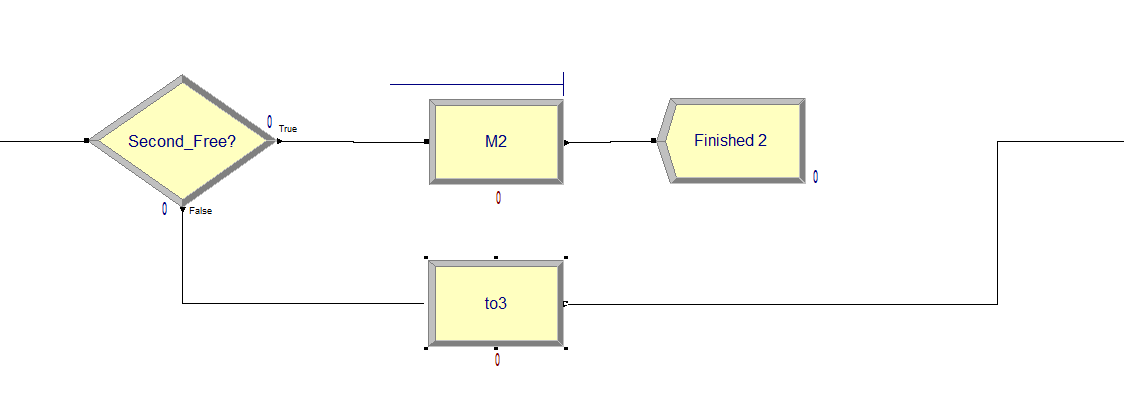 Second_Free?
0
True
M2
0
Finished 2
0
0
False
to3
0